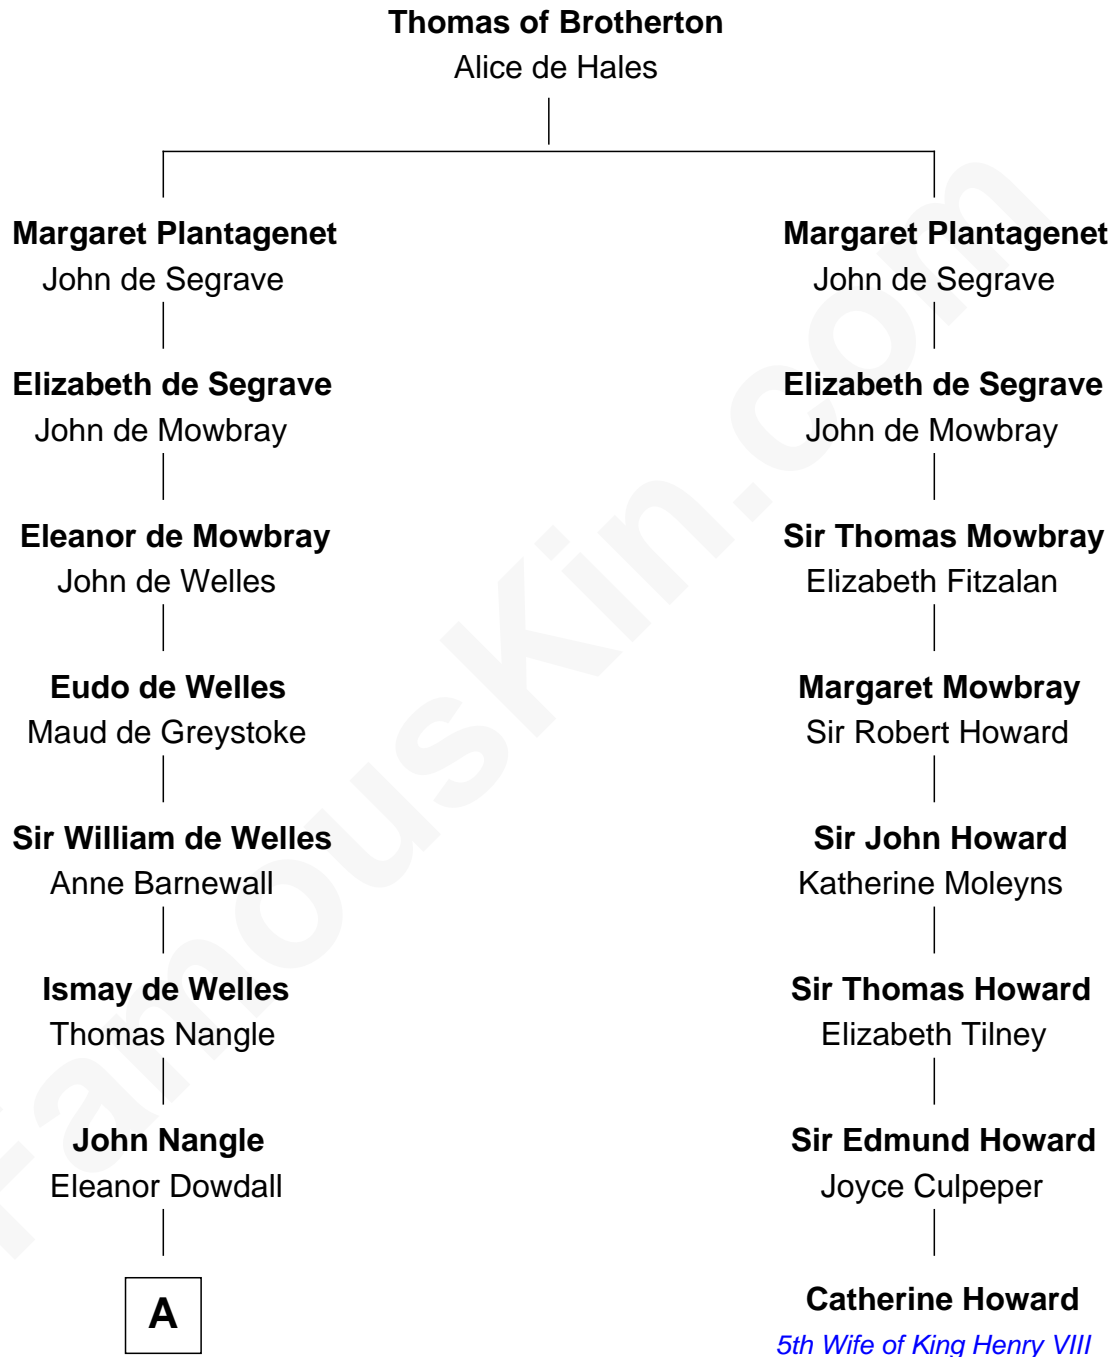 Thomas of Brotherton
Alice de Hales
Margaret Plantagenet
John de Segrave
Elizabeth de Segrave
John de Mowbray
Eleanor de Mowbray
John de Welles
Eudo de Welles
Maud de Greystoke
Sir William de Welles
Anne Barnewall
Ismay de Welles
Thomas Nangle
John Nangle
Eleanor Dowdall
A
Margaret Plantagenet
John de Segrave
Elizabeth de Segrave
John de Mowbray
Sir Thomas Mowbray
Elizabeth Fitzalan
Margaret Mowbray
Sir Robert Howard
Sir John Howard
Katherine Moleyns
Sir Thomas Howard
Elizabeth Tilney
Sir Edmund Howard
Joyce Culpeper
Catherine Howard
5th Wife of King Henry VIII
FamousKin.com